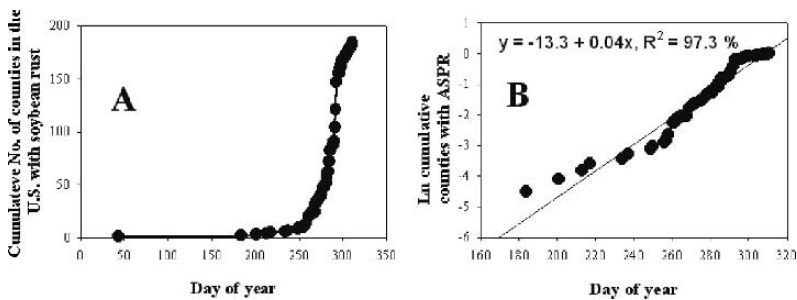 Cumulateve No. of counties in the
U.S. with soybean rust
200
150
100
50
0
A
0 50 100 150 200 250 300 350
Day of year
Ln cumulative
counties with ASPR
1
0
-1
-2
-3
-4
-5
-6
y = -13.3 + 0.04x, R² = 97.3 %
B
160 180 200 220 240 260 280 300 320
Day of year